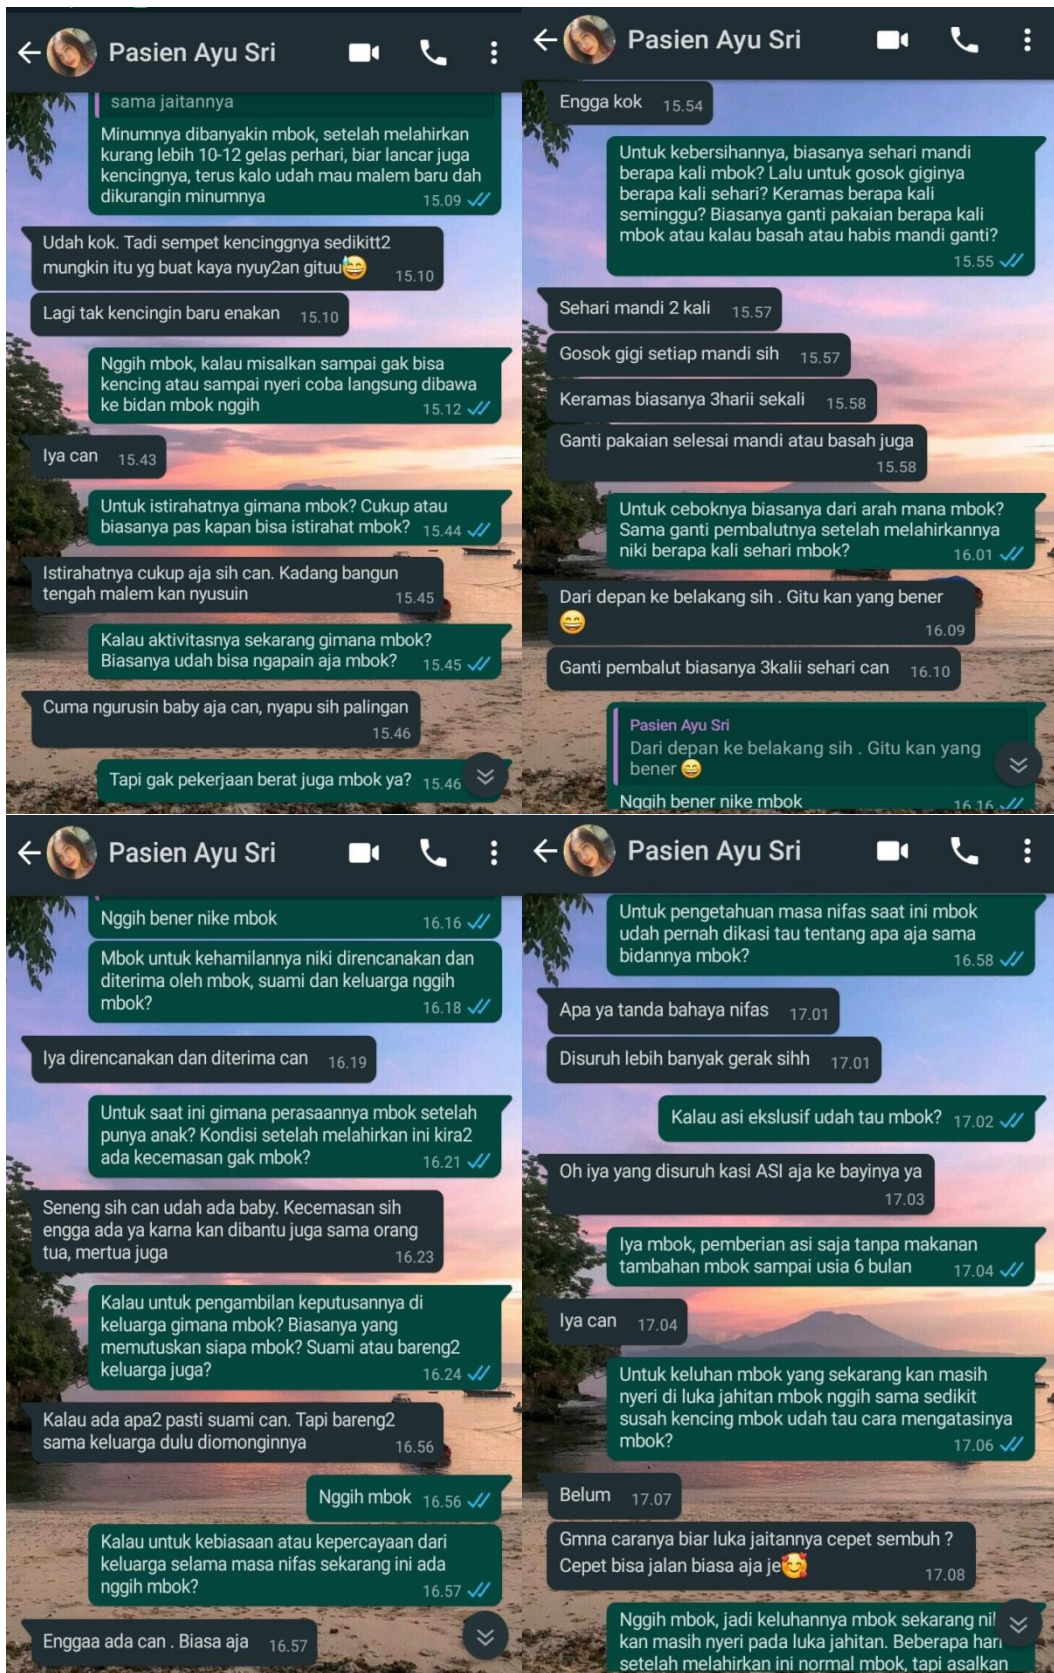 Pasien Ayu Sri
sama jaitannya
Minumnya dibanyakin mbok, setelah melahirkan
kurang lebih 10-12 gelas perhari, biar lancar juga
kencingnya, terus kalo udah mau malem baru dah
dikurangin minumnya
15.09
Udah kok. Tadi sempet kencinggnya sedikitt2
mungkin itu yg buat kaya nyuy2an gituu😅
15.10
Lagi tak kencingin baru enakan 15.10
Nggih mbok, kalau misalkan sampai gak bisa
kencing atau sampai nyeri coba langsung dibawa
ke bidan mbok nggih
15.12
Iya can 15.43
Untuk istirahatnya gimana mbok? Cukup atau
biasanya pas kapan bisa istirahat mbok? 15.44
Istirahatnya cukup aja sih can. Kadang bangun
tengah malem kan nyusuin
15.45
Kalau aktivitasnya sekarang gimana mbok?
Biasanya udah bisa ngapain aja mbok? 15.45
Cuma ngurusin baby aja can, nyapu sih palingan
15.46
Tapi gak pekerjaan berat juga mbok ya? 15.46
Pasien Ayu Sri
Engga kok 15.54
Untuk kebersihannya, biasanya sehari mandi
berapa kali mbok? Lalu untuk gosok giginya
berapa kali sehari? Keramas berapa kali
seminggu? Biasanya ganti pakaian berapa kali
mbok atau kalau basah atau habis mandi ganti?
15.55
Sehari mandi 2 kali 15.57
Gosok gigi setiap mandi sih 15.57
Keramas biasanya 3harii sekali 15.58
Ganti pakaian selesai mandi atau basah juga
15.58
Untuk ceboknya biasanya dari arah mana mbok?
Sama ganti pembalutnya setelah melahirkannya
niki berapa kali sehari mbok?
16.01
Dari depan ke belakang sih . Gitu kan yang bener
😄
16.09
Ganti pembalut biasanya 3kalii sehari can 16.10
Pasien Ayu Sri
Dari depan ke belakang sih . Gitu kan yang
bener 😄
Nggih bener nike mbok 16.16
Pasien Ayu Sri
Nggih bener nike mbok 16.16
Mbok untuk kehamilannya niki direncanakan dan
diterima oleh mbok, suami dan keluarga nggih
mbok?
16.18
Iya direncanakan dan diterima can 16.19
Untuk saat ini gimana perasaannya mbok setelah
punya anak? Kondisi setelah melahirkan ini kira2
ada kecemasan gak mbok?
16.21
Seneng sih can udah ada baby. Kecemasan sih
engga ada ya karna kan dibantu juga sama orang
tua, mertua juga
16.23
Kalau untuk pengambilan keputusannya di
keluarga gimana mbok? Biasanya yang
memutuskan siapa mbok? Suami atau bareng2
keluarga juga?
16.24
Kalau ada apa2 pasti suami can. Tapi bareng2
sama keluarga dulu diomonginnya
16.56
Nggih mbok 16.56
Kalau untuk kebiasaan atau kepercayaan dari
keluarga selama masa nifas sekarang ini ada
nggih mbok?
16.57
Enggaa ada can . Biasa aja 16.57
Pasien Ayu Sri
Untuk pengetahuan masa nifas saat ini mbok
udah pernah dikasi tau tentang apa aja sama
bidannya mbok?
16.58
Apa ya tanda bahaya nifas 17.01
Disuruh lebih banyak gerak sihh 17.01
Kalau asi ekslusif udah tau mbok? 17.02
Oh iya yang disuruh kasi ASI aja ke bayinya ya
17.03
Iya mbok, pemberian asi saja tanpa makanan
tambahan mbok sampai usia 6 bulan
17.04
Iya can 17.04
Untuk keluhan mbok yang sekarang kan masih
nyeri di luka jahitan mbok nggih sama sedikit
susah kencing mbok udah tau cara mengatasinya
mbok?
17.06
Belum 17.07
Gmna caranya biar luka jaitannya cepet sembuh ?
Cepet bisa jalan biasa aja je🥰
17.08
Nggih mbok, jadi keluhannya mbok sekarang
kan masih nyeri pada luka jahitan. Beberapa hari
setelah melahirkan ini normal mbok, tapi asalkan